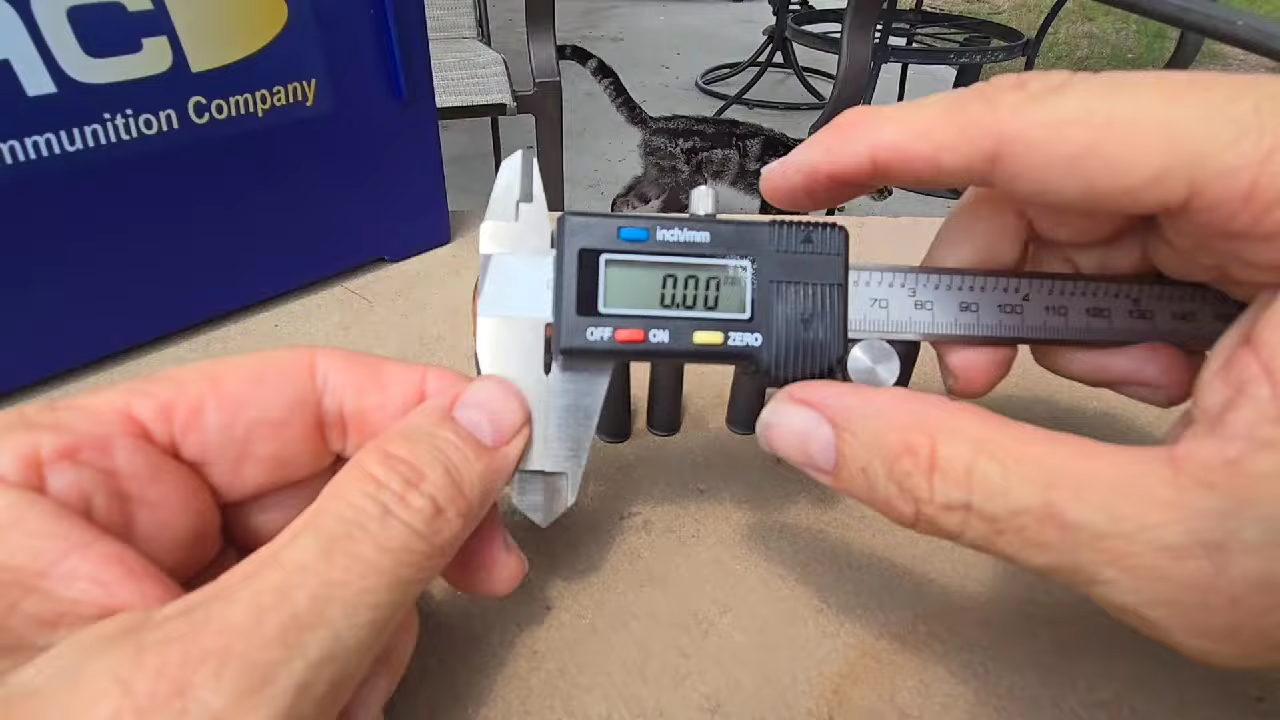 AC
mmunition Company
inch/mm
0.00
OFF ON ZERO
3 4
70 80 90 100 110 120 130 140